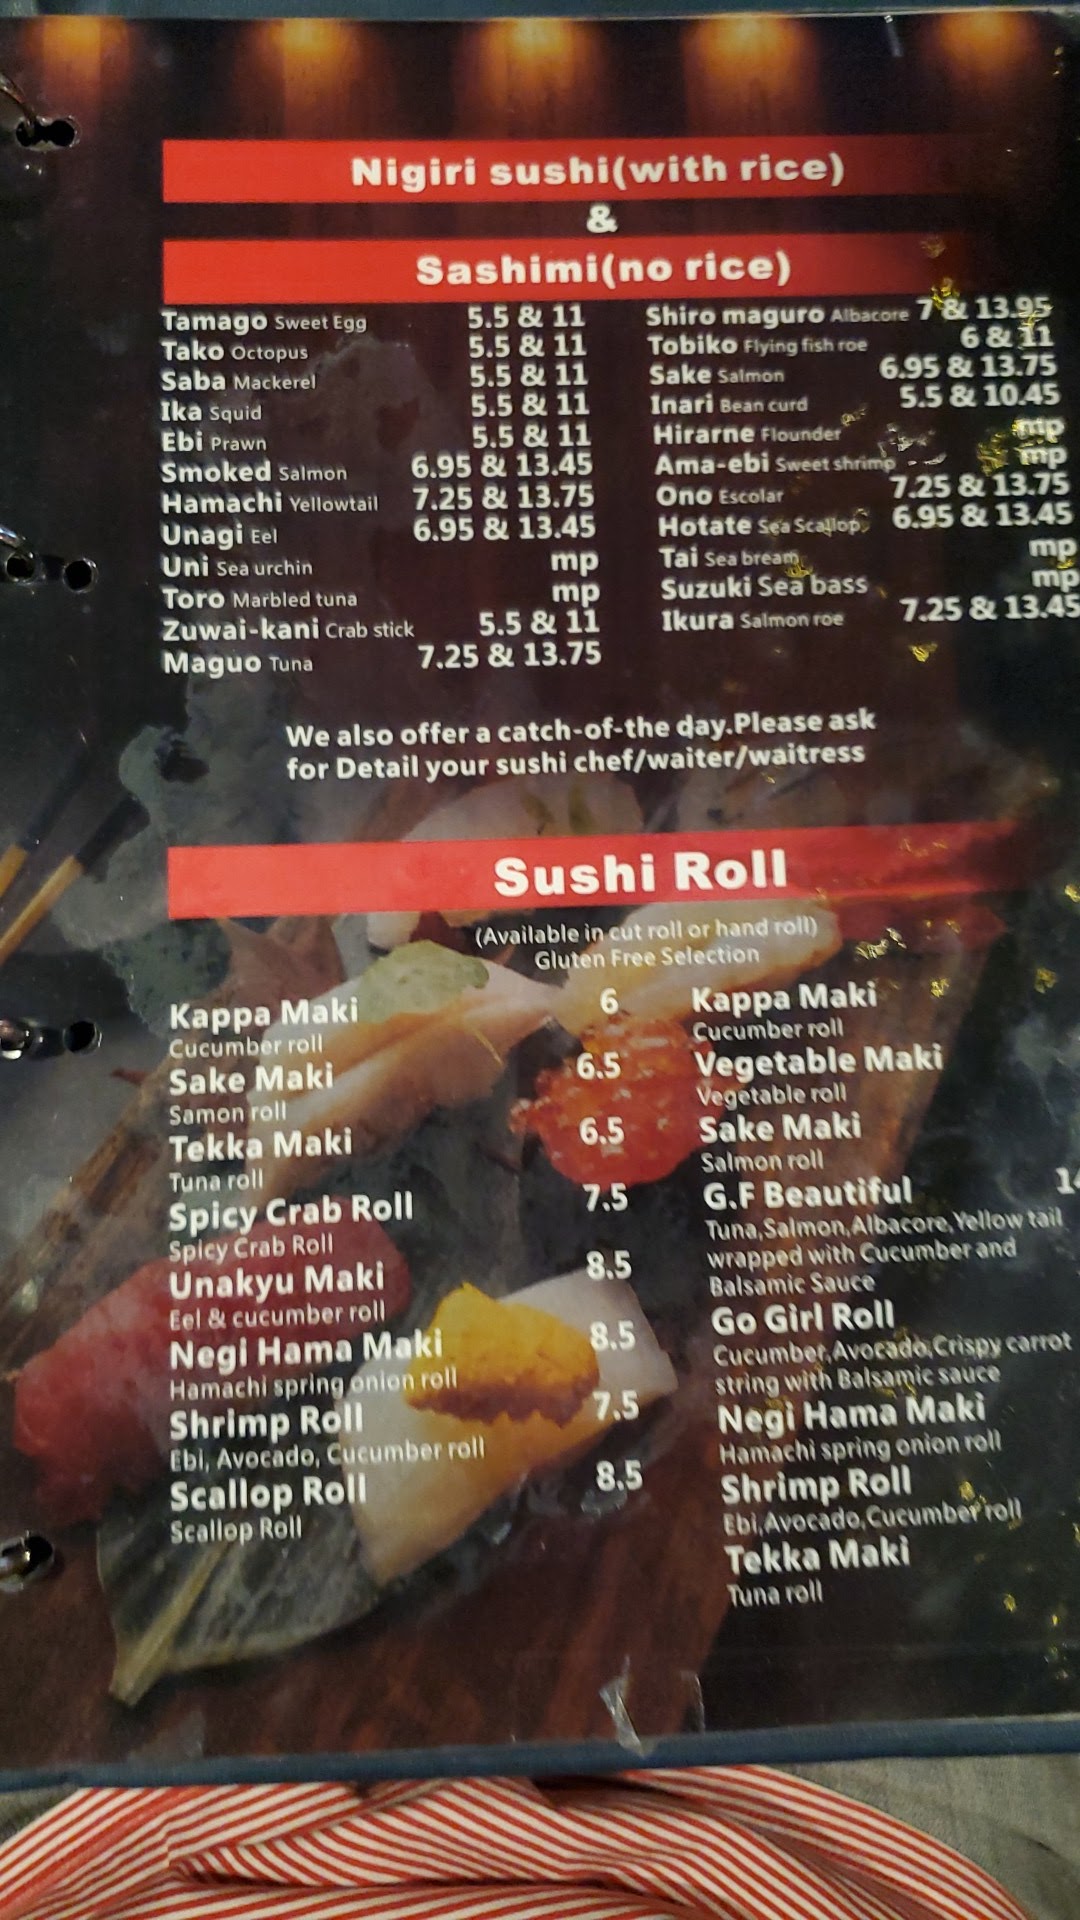 Nigiri sushi(with rice)
&
Sashimi(no rice)
Tamago Sweet Egg 5.5 & 11
Tako Octopus 5.5 & 11
Saba Mackerel 5.5 & 11
Ika Squid 5.5 & 11
Ebi Prawn 5.5 & 11
Smoked Salmon 6.95 & 13.45
Hamachi Yellowtail 7.25 & 13.75
Unagi Eel 6.95 & 13.45
Uni Sea urchin mp
Toro Marbled tuna mp
Zuwai-kani Crab stick 5.5 & 11
Maguo Tuna 7.25 & 13.75
Shiro maguro Albacore 7 & 13.95
Tobiko Flying fish roe 6 & 11
Sake Salmon 6.95 & 13.75
Inari Bean curd 5.5 & 10.45
Hirarne Flounder mp
Ama-ebi Sweet shrimp mp
Ono Escolar 7.25 & 13.75
Hotate Sea Scallop 6.95 & 13.45
Tai Sea bream mp
Suzuki Sea bass mp
Ikura Salmon roe 7.25 & 13.45
We also offer a catch-of-the day.Please ask
for Detail your sushi chef/waiter/waitress
Sushi Roll
(Available in cut roll or hand roll)
Gluten Free Selection
Kappa Maki 6
Cucumber roll
Sake Maki 6.5
Samon roll
Tekka Maki 6.5
Tuna roll
Spicy Crab Roll 7.5
Spicy Crab Roll
Unakyu Maki 8.5
Eel & cucumber roll
Negi Hama Maki 8.5
Hamachi spring onion roll
Shrimp Roll 7.5
Ebi, Avocado, Cucumber roll
Scallop Roll 8.5
Scallop Roll
Kappa Maki
Cucumber roll
Vegetable Maki
Vegetable roll
Sake Maki
Salmon roll
G.F Beautiful
Tuna,Salmon,Albacore,Yellow tail
wrapped with Cucumber and
Balsamic Sauce
Go Girl Roll
Cucumber,Avocado,Crispy carrot
string with Balsamic sauce
Negi Hama Maki
Hamachi spring onion roll
Shrimp Roll
Ebi,Avocado,Cucumber roll
Tekka Maki
Tuna roll